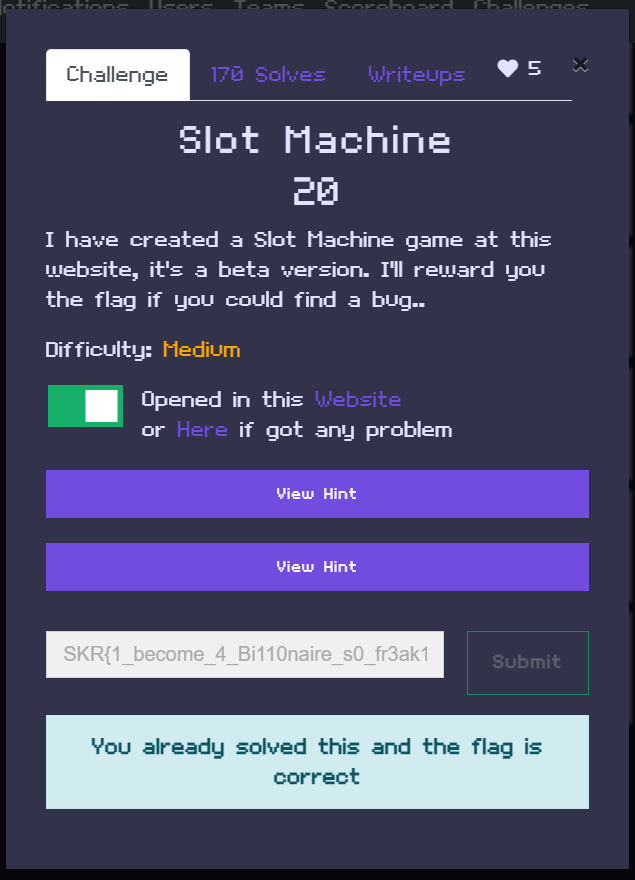 Notifications Users Teams Scoreboard Challenges
Challenge 170 Solves Writeups 5
Slot Machine
20
I have created a Slot Machine game at this
website, it's a beta version. I'll reward you
the flag if you could find a bug..
Difficulty: Medium
Opened in this Website
or Here if got any problem
View Hint
View Hint
SKR{1_become_4_Bi110naire_s0_fr3ak1
Submit
You already solved this and the flag is
correct